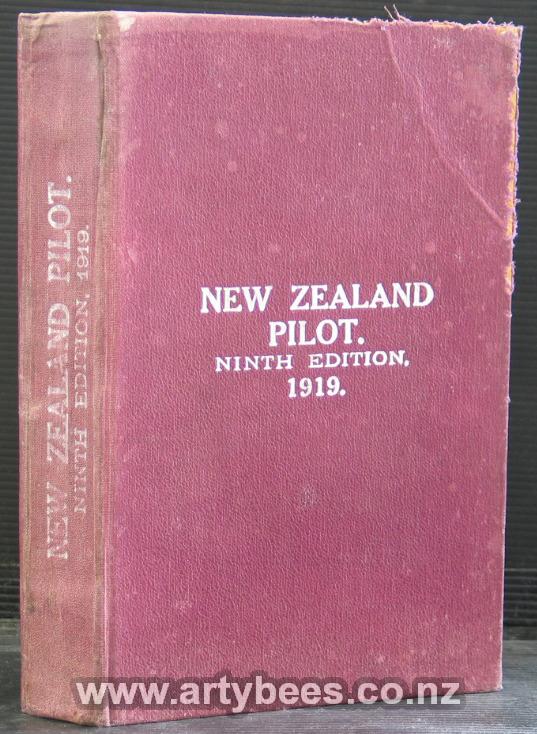 NEW ZEALAND PILOT.
NINTH EDITION, 1919.
NEW ZEALAND
PILOT.
NINTH EDITION,
1919.
www.artybees.co.nz